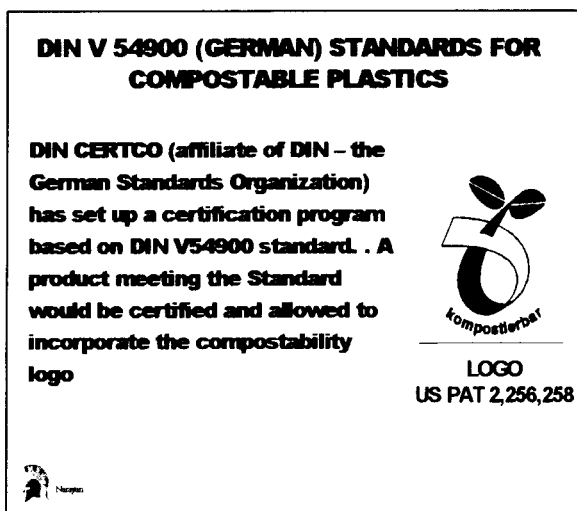 DIN V 54900 (GERMAN) STANDARDS FOR
COMPOSTABLE PLASTICS
DIN CERTCO (affiliate of DIN – the
German Standards Organization)
has set up a certification program
based on DIN V54900 standard. . A
product meeting the Standard
would be certified and allowed to
incorporate the compostability
logo
kompostierbar
LOGO
US PAT 2,256,258
Narayan